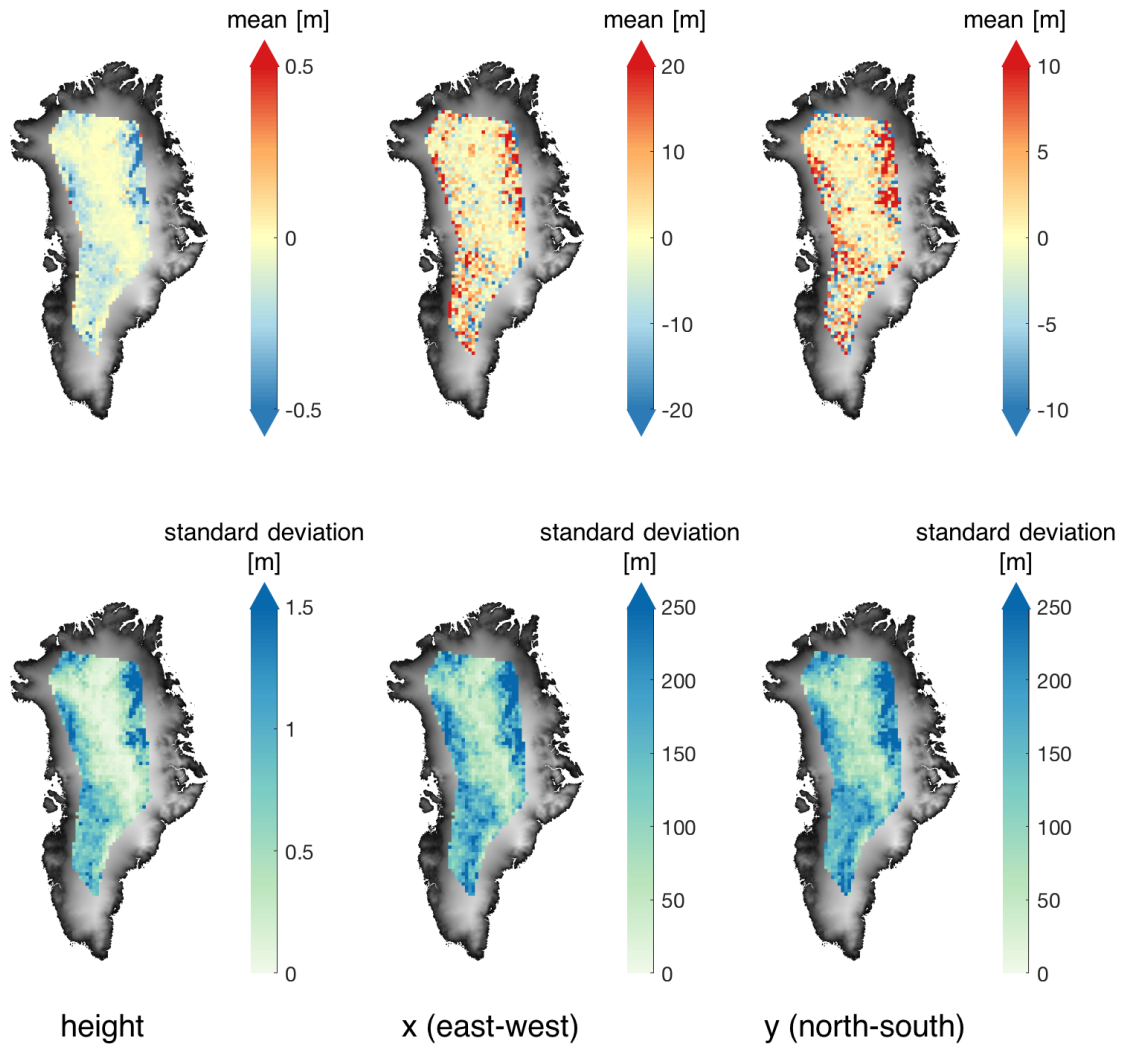 mean [m]
0.5
0
-0.5
mean [m]
20
10
0
-10
-20
mean [m]
10
5
0
-5
-10
standard deviation
[m]
1.5
1
0.5
0
standard deviation
[m]
250
200
150
100
50
0
standard deviation
[m]
250
200
150
100
50
0
height
x (east-west)
y (north-south)